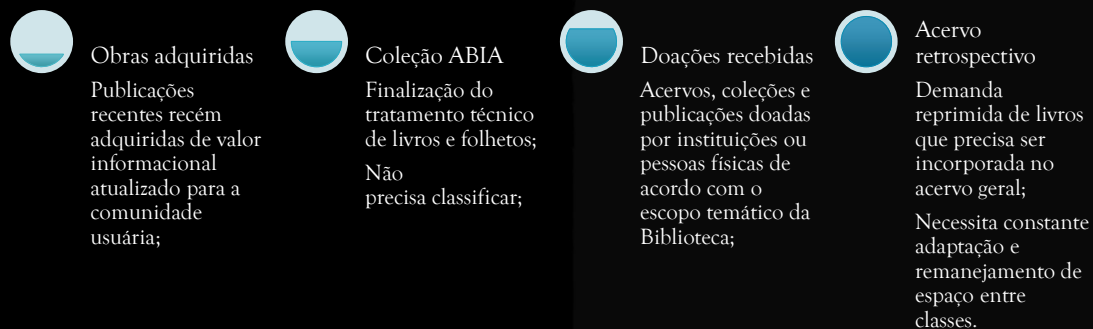 Obras adquiridas
Publicações
recentes recém
adquiridas de valor
informacional
atualizado para a
comunidade
usuária;
Coleção ABIA
Finalização do
tratamento técnico
de livros e folhetos;
Não
precisa classificar;
Doações recebidas
Acervos, coleções e
publicações doadas
por instituições ou
pessoas físicas de
acordo com o
escopo temático da
Biblioteca;
Acervo
retrospectivo
Demanda
reprimida de livros
que precisa ser
incorporada no
acervo geral;
Necessita constante
adaptação e
remanejamento de
espaço entre
classes.